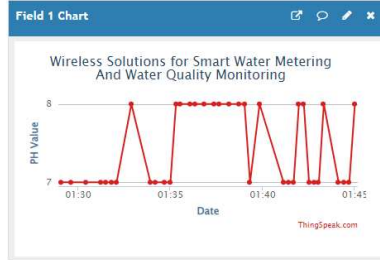 Field 1 Chart
Wireless Solutions for Smart Water Metering
And Water Quality Monitoring
8
PH Value
7
01:30 01:35 01:40 01:45
Date
ThingSpeak.com